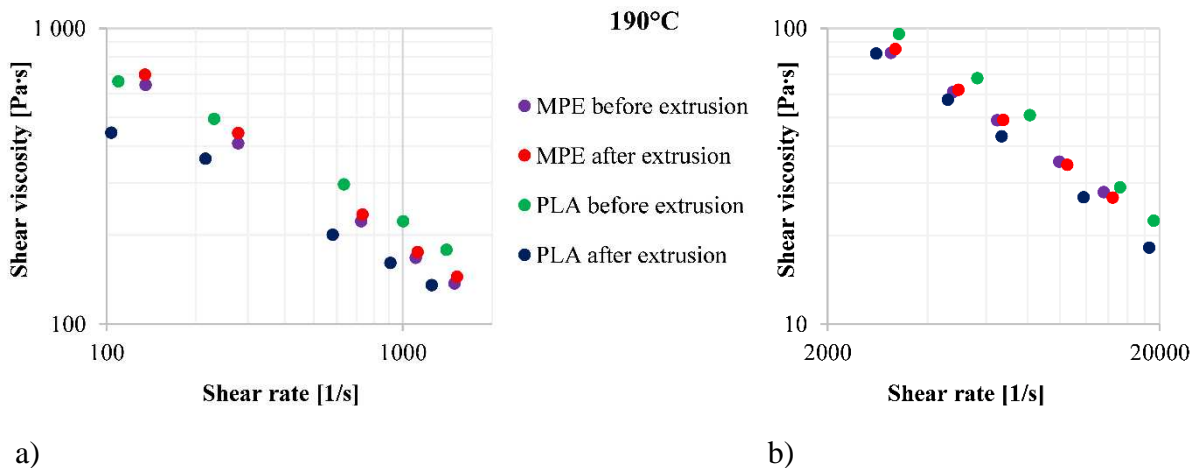 190°C
1 000
100
Shear viscosity [Pa·s]
100
1000
Shear rate [1/s]
MPE before extrusion
MPE after extrusion
PLA before extrusion
PLA after extrusion
100
10
Shear viscosity [Pa·s]
2000
20000
Shear rate [1/s]
a)
b)